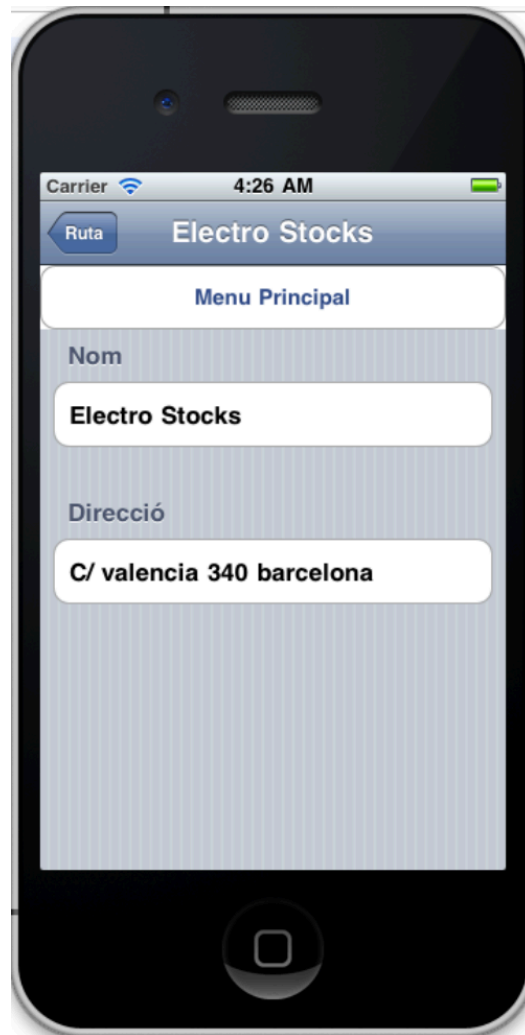 Carrier 4:26 AM
Ruta Electro Stocks
Menu Principal
Nom
Electro Stocks
Direcció
C/ valencia 340 barcelona